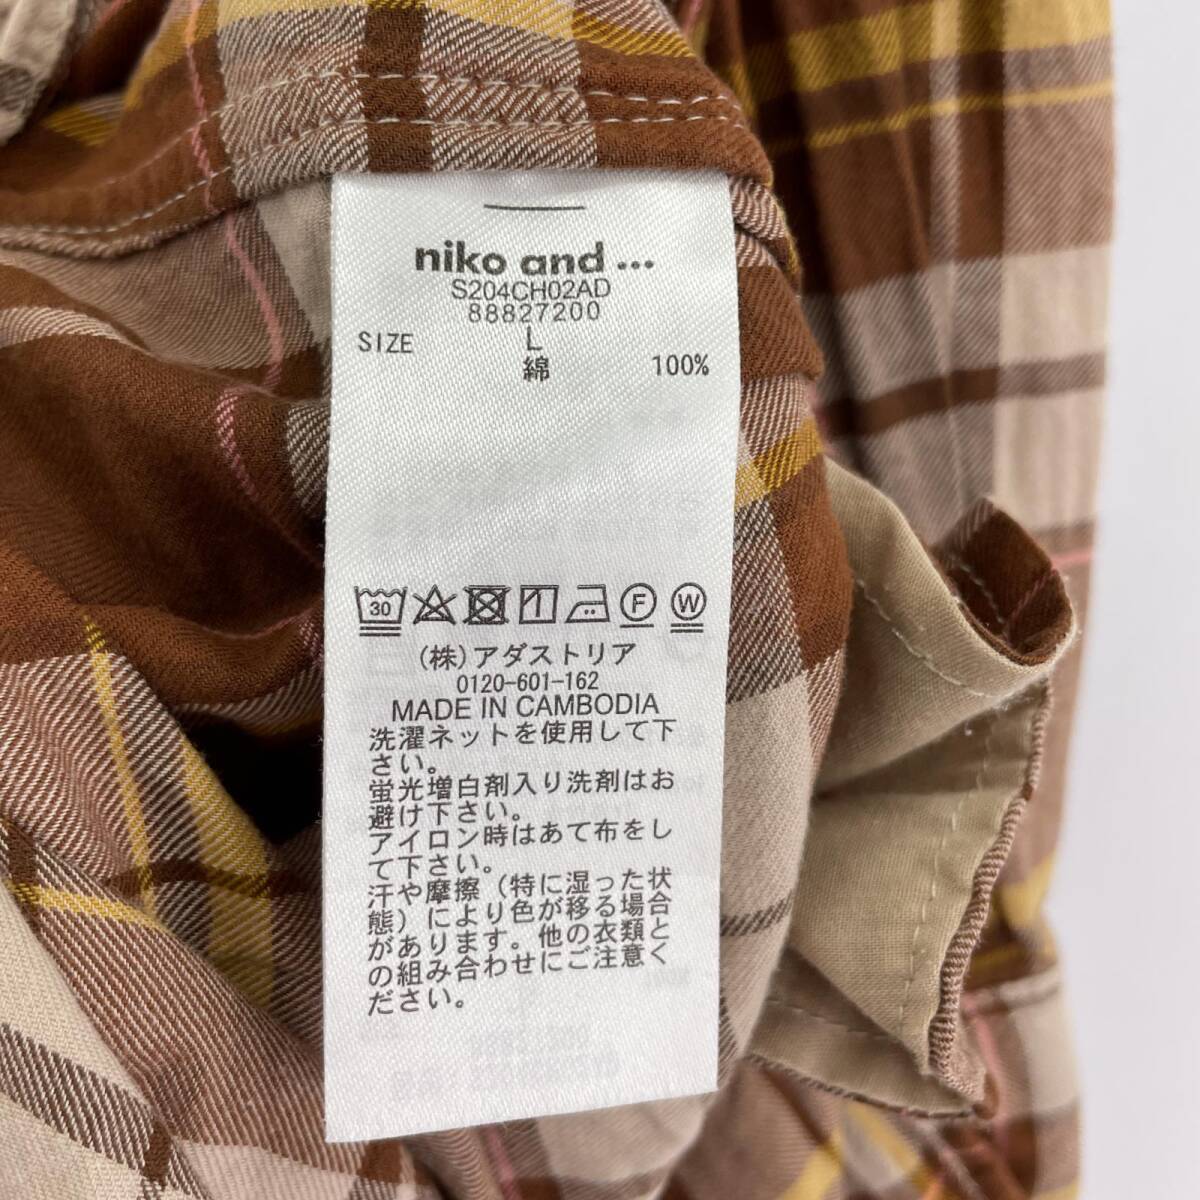 niko and ...
S204CH02AD
88827200
SIZE L
綿 100%
30 F W
(株)アダストリア
0120-601-162
MADE IN CAMBODIA
洗濯ネットを使用して下
さい。
蛍光増白剤入り洗剤はお
避け下さい。
アイロン時はあて布をし
て下さい。
汗や摩擦(特に湿った状
態)により色が移る場合
があります。他の衣類と
の組み合わせにご注意く
ださい。